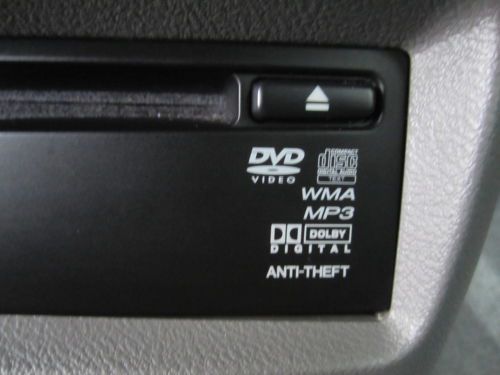 DVD
VIDEO
COMPACT
disc
DIGITAL AUDIO
TEXT
WMA
MP3
DOLBY
DIGITAL
ANTI-THEFT